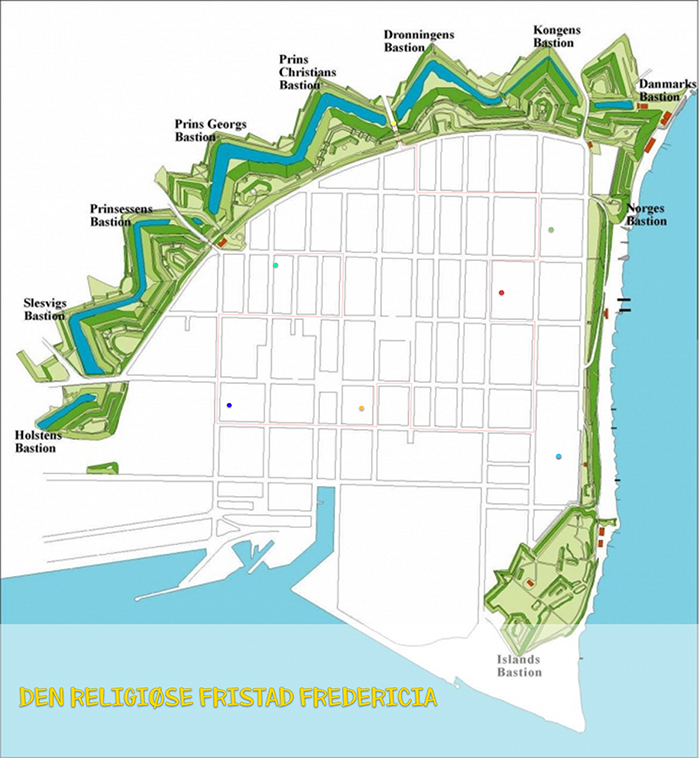 Kongens
Bastion
Dronningens
Bastion
Prins
Christians
Bastion
Danmarks
Bastion
Prins Georgs
Bastion
Prinsessens
Bastion
Norges
Bastion
Slesvigs
Bastion
Holstens
Bastion
Islands
Bastion
DEN RELIGIØSE FRISTAD FREDERICIA